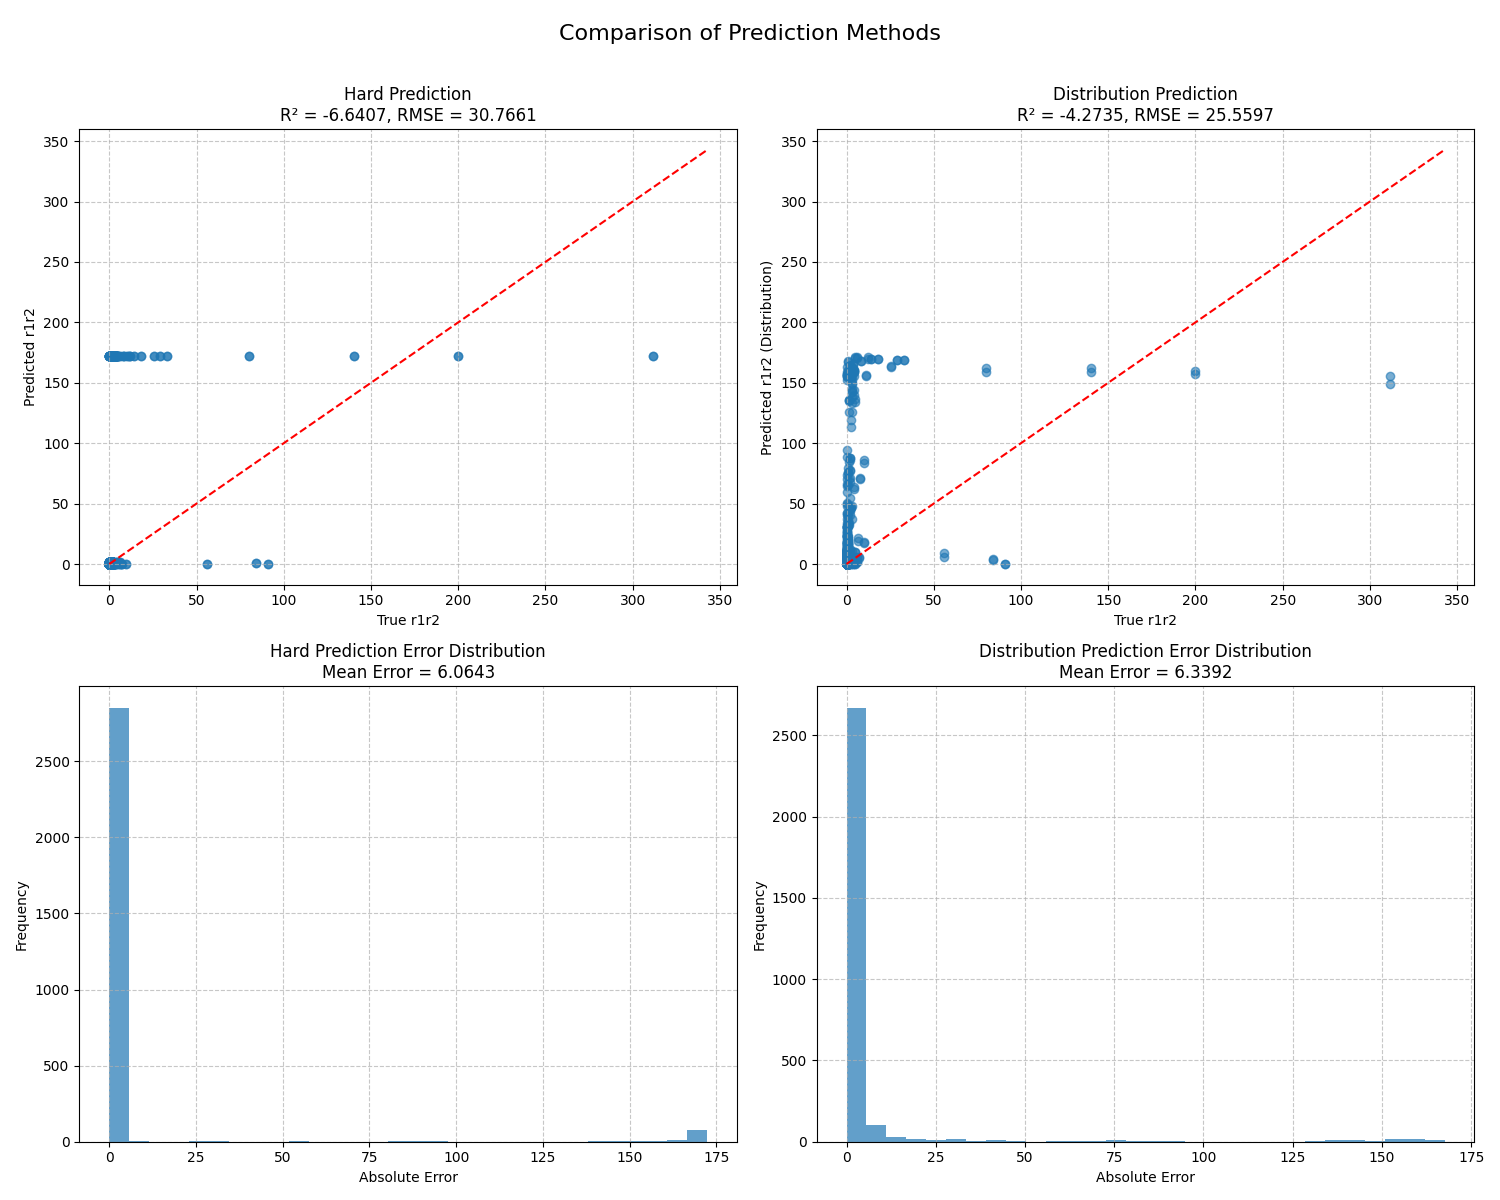 Comparison of Prediction Methods
Hard Prediction
R² = -6.6407, RMSE = 30.7661
350
300
250
200
150
100
50
0
Predicted r1r2
0 50 100 150 200 250 300 350
True r1r2
Distribution Prediction
R² = -4.2735, RMSE = 25.5597
350
300
250
200
150
100
50
0
Predicted r1r2 (Distribution)
0 50 100 150 200 250 300 350
True r1r2
Hard Prediction Error Distribution
Mean Error = 6.0643
2500
2000
1500
1000
500
0
Frequency
0 25 50 75 100 125 150 175
Absolute Error
Distribution Prediction Error Distribution
Mean Error = 6.3392
2500
2000
1500
1000
500
0
Frequency
0 25 50 75 100 125 150 175
Absolute Error